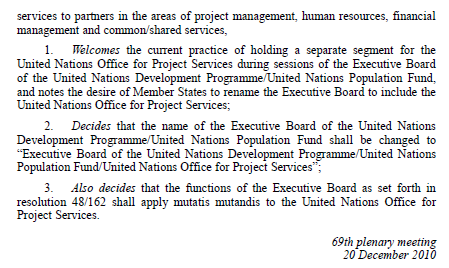 services to partners in the areas of project management, human resources, financial
management and common/shared services,
1. Welcomes the current practice of holding a separate segment for the
United Nations Office for Project Services during sessions of the Executive Board
of the United Nations Development Programme/United Nations Population Fund,
and notes the desire of Member States to rename the Executive Board to include the
United Nations Office for Project Services;
2. Decides that the name of the Executive Board of the United Nations
Development Programme/United Nations Population Fund shall be changed to
“Executive Board of the United Nations Development Programme/United Nations
Population Fund/United Nations Office for Project Services”;
3. Also decides that the functions of the Executive Board as set forth in
resolution 48/162 shall apply mutatis mutandis to the United Nations Office for
Project Services.
69th plenary meeting
20 December 2010